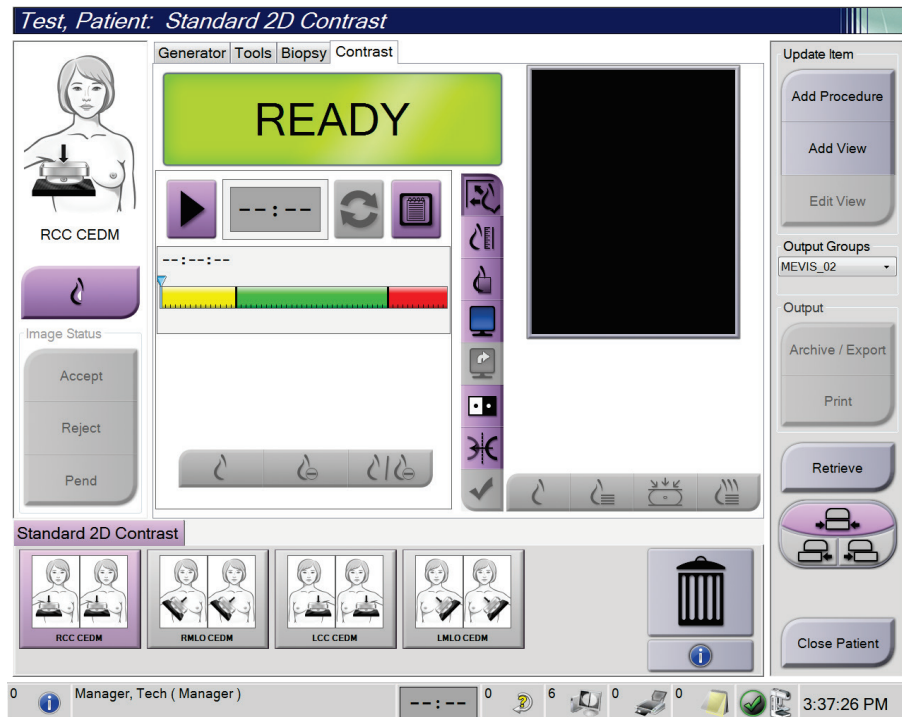 Test, Patient: Standard 2D Contrast
Generator Tools Biopsy Contrast
READY
--:--
--:--:--
RCC CEDM
Image Status
Accept
Reject
Pend
Update Item
Add Procedure
Add View
Edit View
Output Groups
MEVIS_02
Output
Archive / Export
Print
Retrieve
Close Patient
Standard 2D Contrast
RCC CEDM
RMLO CEDM
LCC CEDM
LMLO CEDM
0 Manager, Tech ( Manager ) --:-- 0 6 0 0 3:37:26 PM